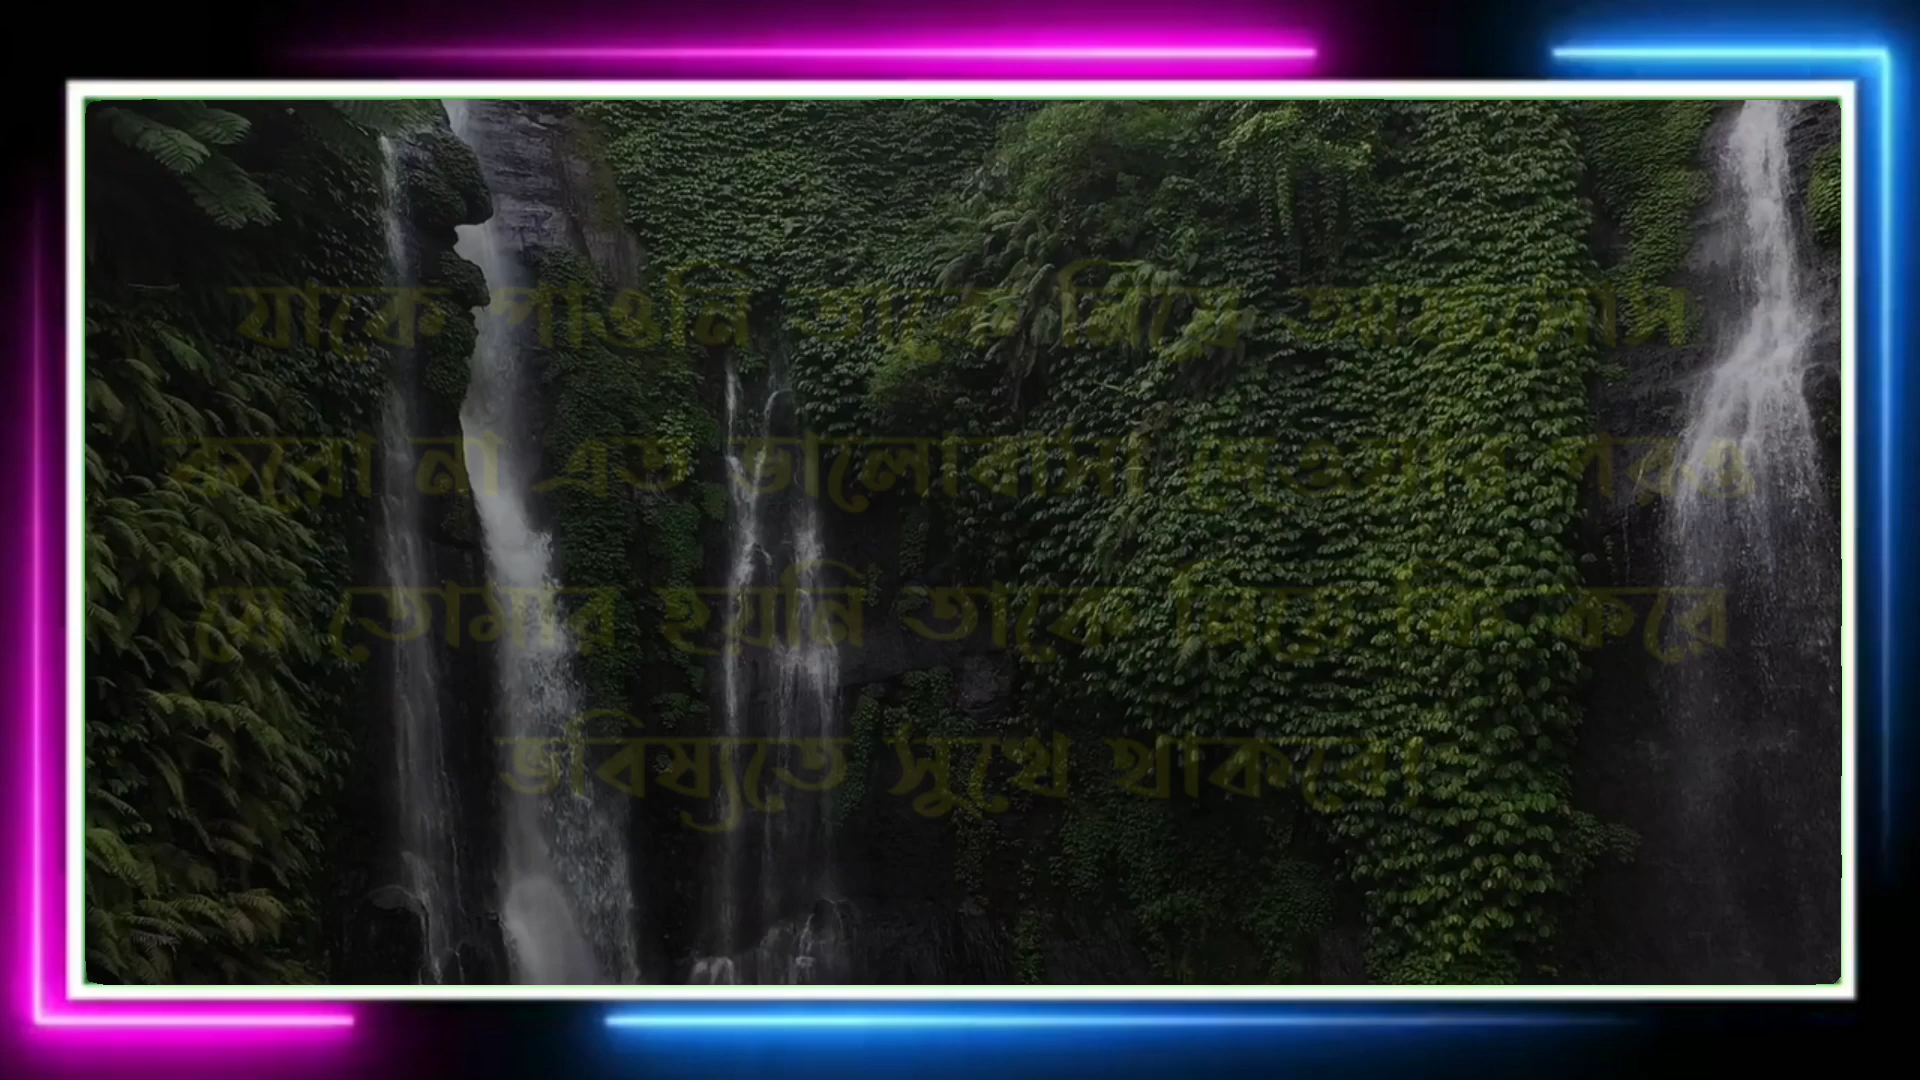 যাকে পাওনি তাকে নিয়ে আফসোস
করো না এত ভালোবাসা দেওয়ার পরও
যে তোমার হয়নি তাকে নিয়ে কি করে
ভবিষ্যতে সুখে থাকবে।